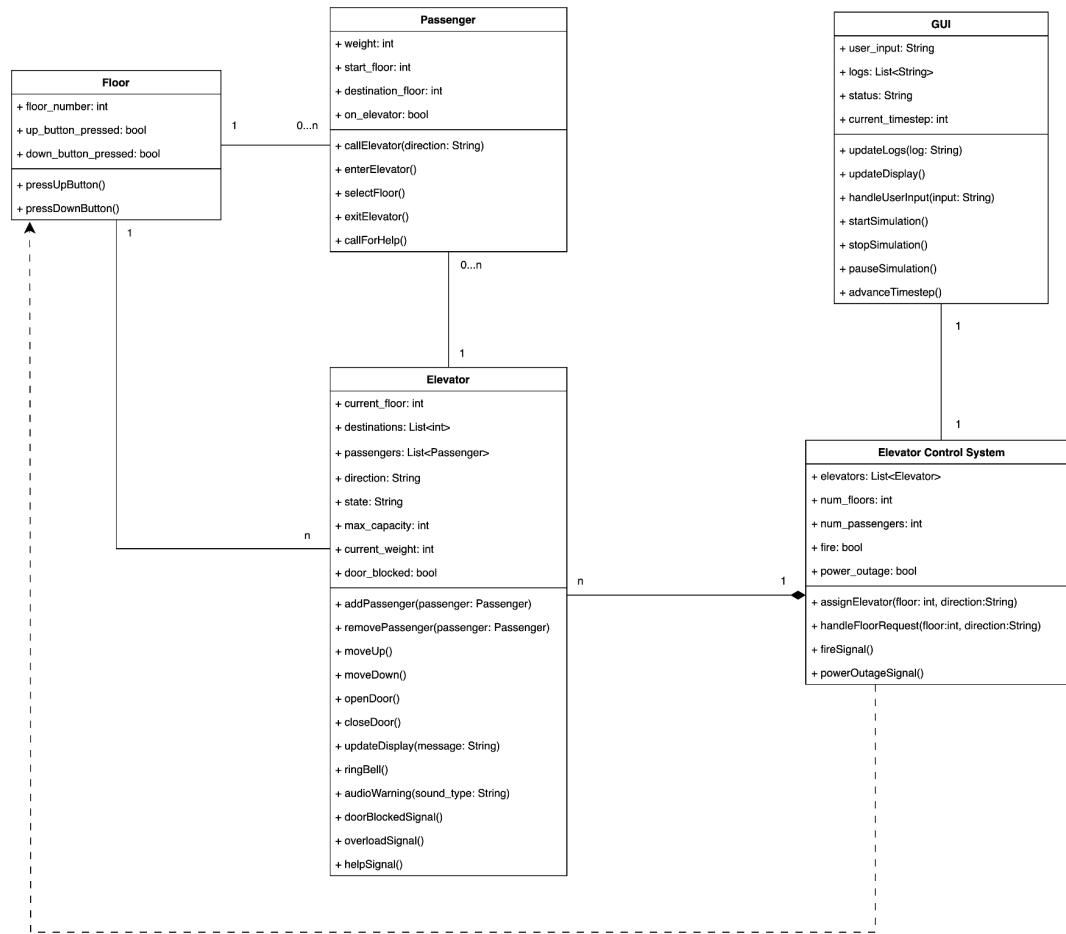 Passenger
+ weight: int
+ start_floor: int
+ destination_floor: int
+ on_elevator: bool
+ callElevator(direction: String)
+ enterElevator()
+ selectFloor()
+ exitElevator()
+ callForHelp()
GUI
+ user_input: String
+ logs: List<String>
+ status: String
+ current_timestep: int
+ updateLogs(log: String)
+ updateDisplay()
+ handleUserInput(input: String)
+ startSimulation()
+ stopSimulation()
+ pauseSimulation()
+ advanceTimestep()
Floor
+ floor_number: int
+ up_button_pressed: bool
+ down_button_pressed: bool
+ pressUpButton()
+ pressDownButton()
1
0...n
1
0...n
1
1
1
Elevator
+ current_floor: int
+ destinations: List<int>
+ passengers: List<Passenger>
+ direction: String
+ state: String
+ max_capacity: int
+ current_weight: int
+ door_blocked: bool
+ addPassenger(passenger: Passenger)
+ removePassenger(passenger: Passenger)
+ moveUp()
+ moveDown()
+ openDoor()
+ closeDoor()
+ updateDisplay(message: String)
+ ringBell()
+ audioWarning(sound_type: String)
+ doorBlockedSignal()
+ overloadSignal()
+ helpSignal()
n
n
1
Elevator Control System
+ elevators: List<Elevator>
+ num_floors: int
+ num_passengers: int
+ fire: bool
+ power_outage: bool
+ assignElevator(floor: int, direction:String)
+ handleFloorRequest(floor:int, direction:String)
+ fireSignal()
+ powerOutageSignal()